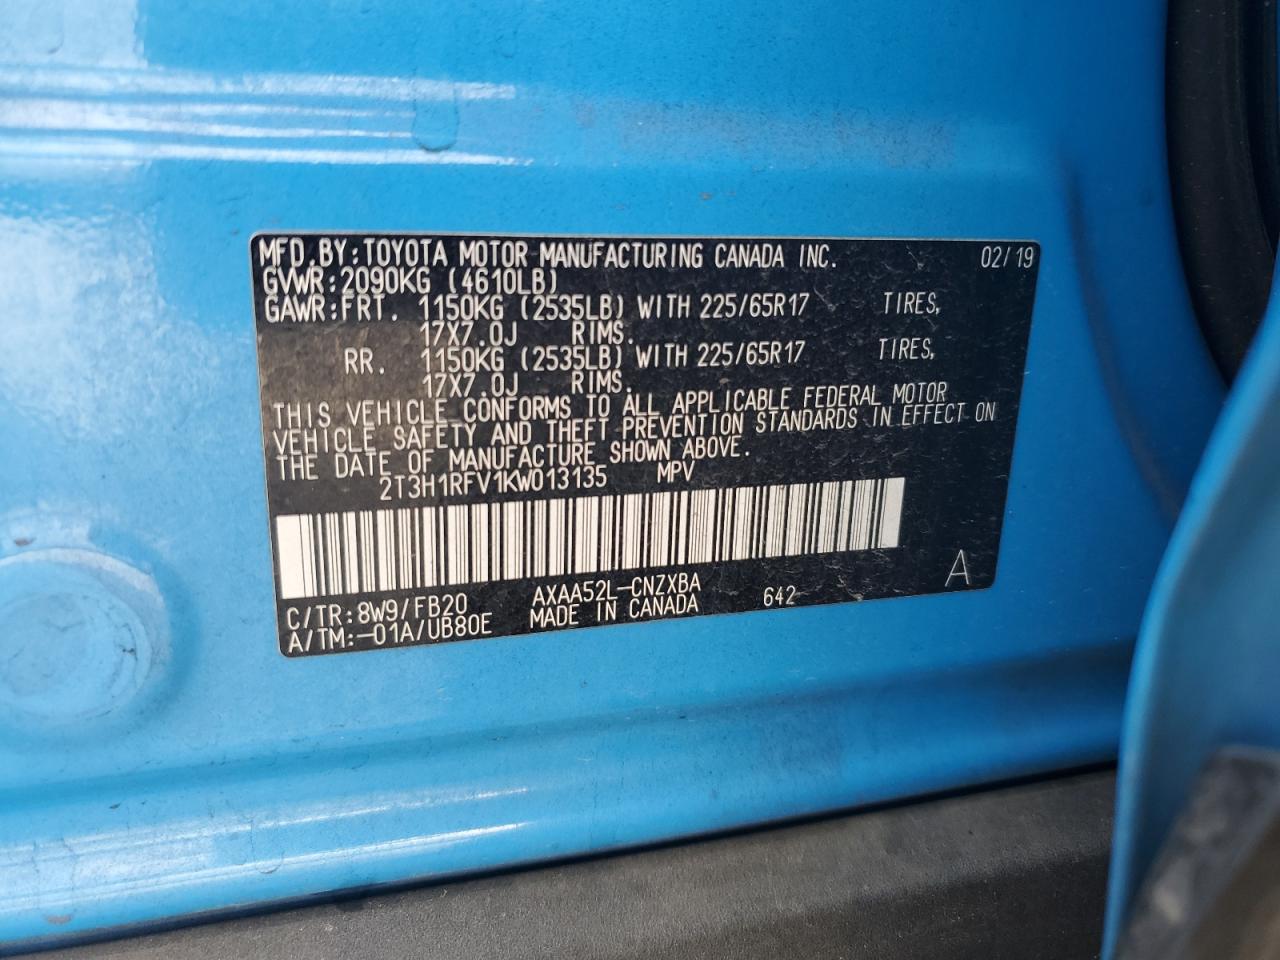 MFD.BY:TOYOTA MOTOR MANUFACTURING CANADA INC. 02/19
GVWR:2090KG (4610LB)
GAWR:FRT. 1150KG (2535LB) WITH 225/65R17 TIRES,
17X7.0J RIMS.
RR. 1150KG (2535LB) WITH 225/65R17 TIRES,
17X7.0J RIMS.
THIS VEHICLE CONFORMS TO ALL APPLICABLE FEDERAL MOTOR
VEHICLE SAFETY AND THEFT PREVENTION STANDARDS IN EFFECT ON
THE DATE OF MANUFACTURE SHOWN ABOVE.
2T3H1RFV1KW013135 MPV
C/TR:8W9/FB20 AXAA52L-CNZXBA 642 A
A/TM:-01A/UB80E MADE IN CANADA